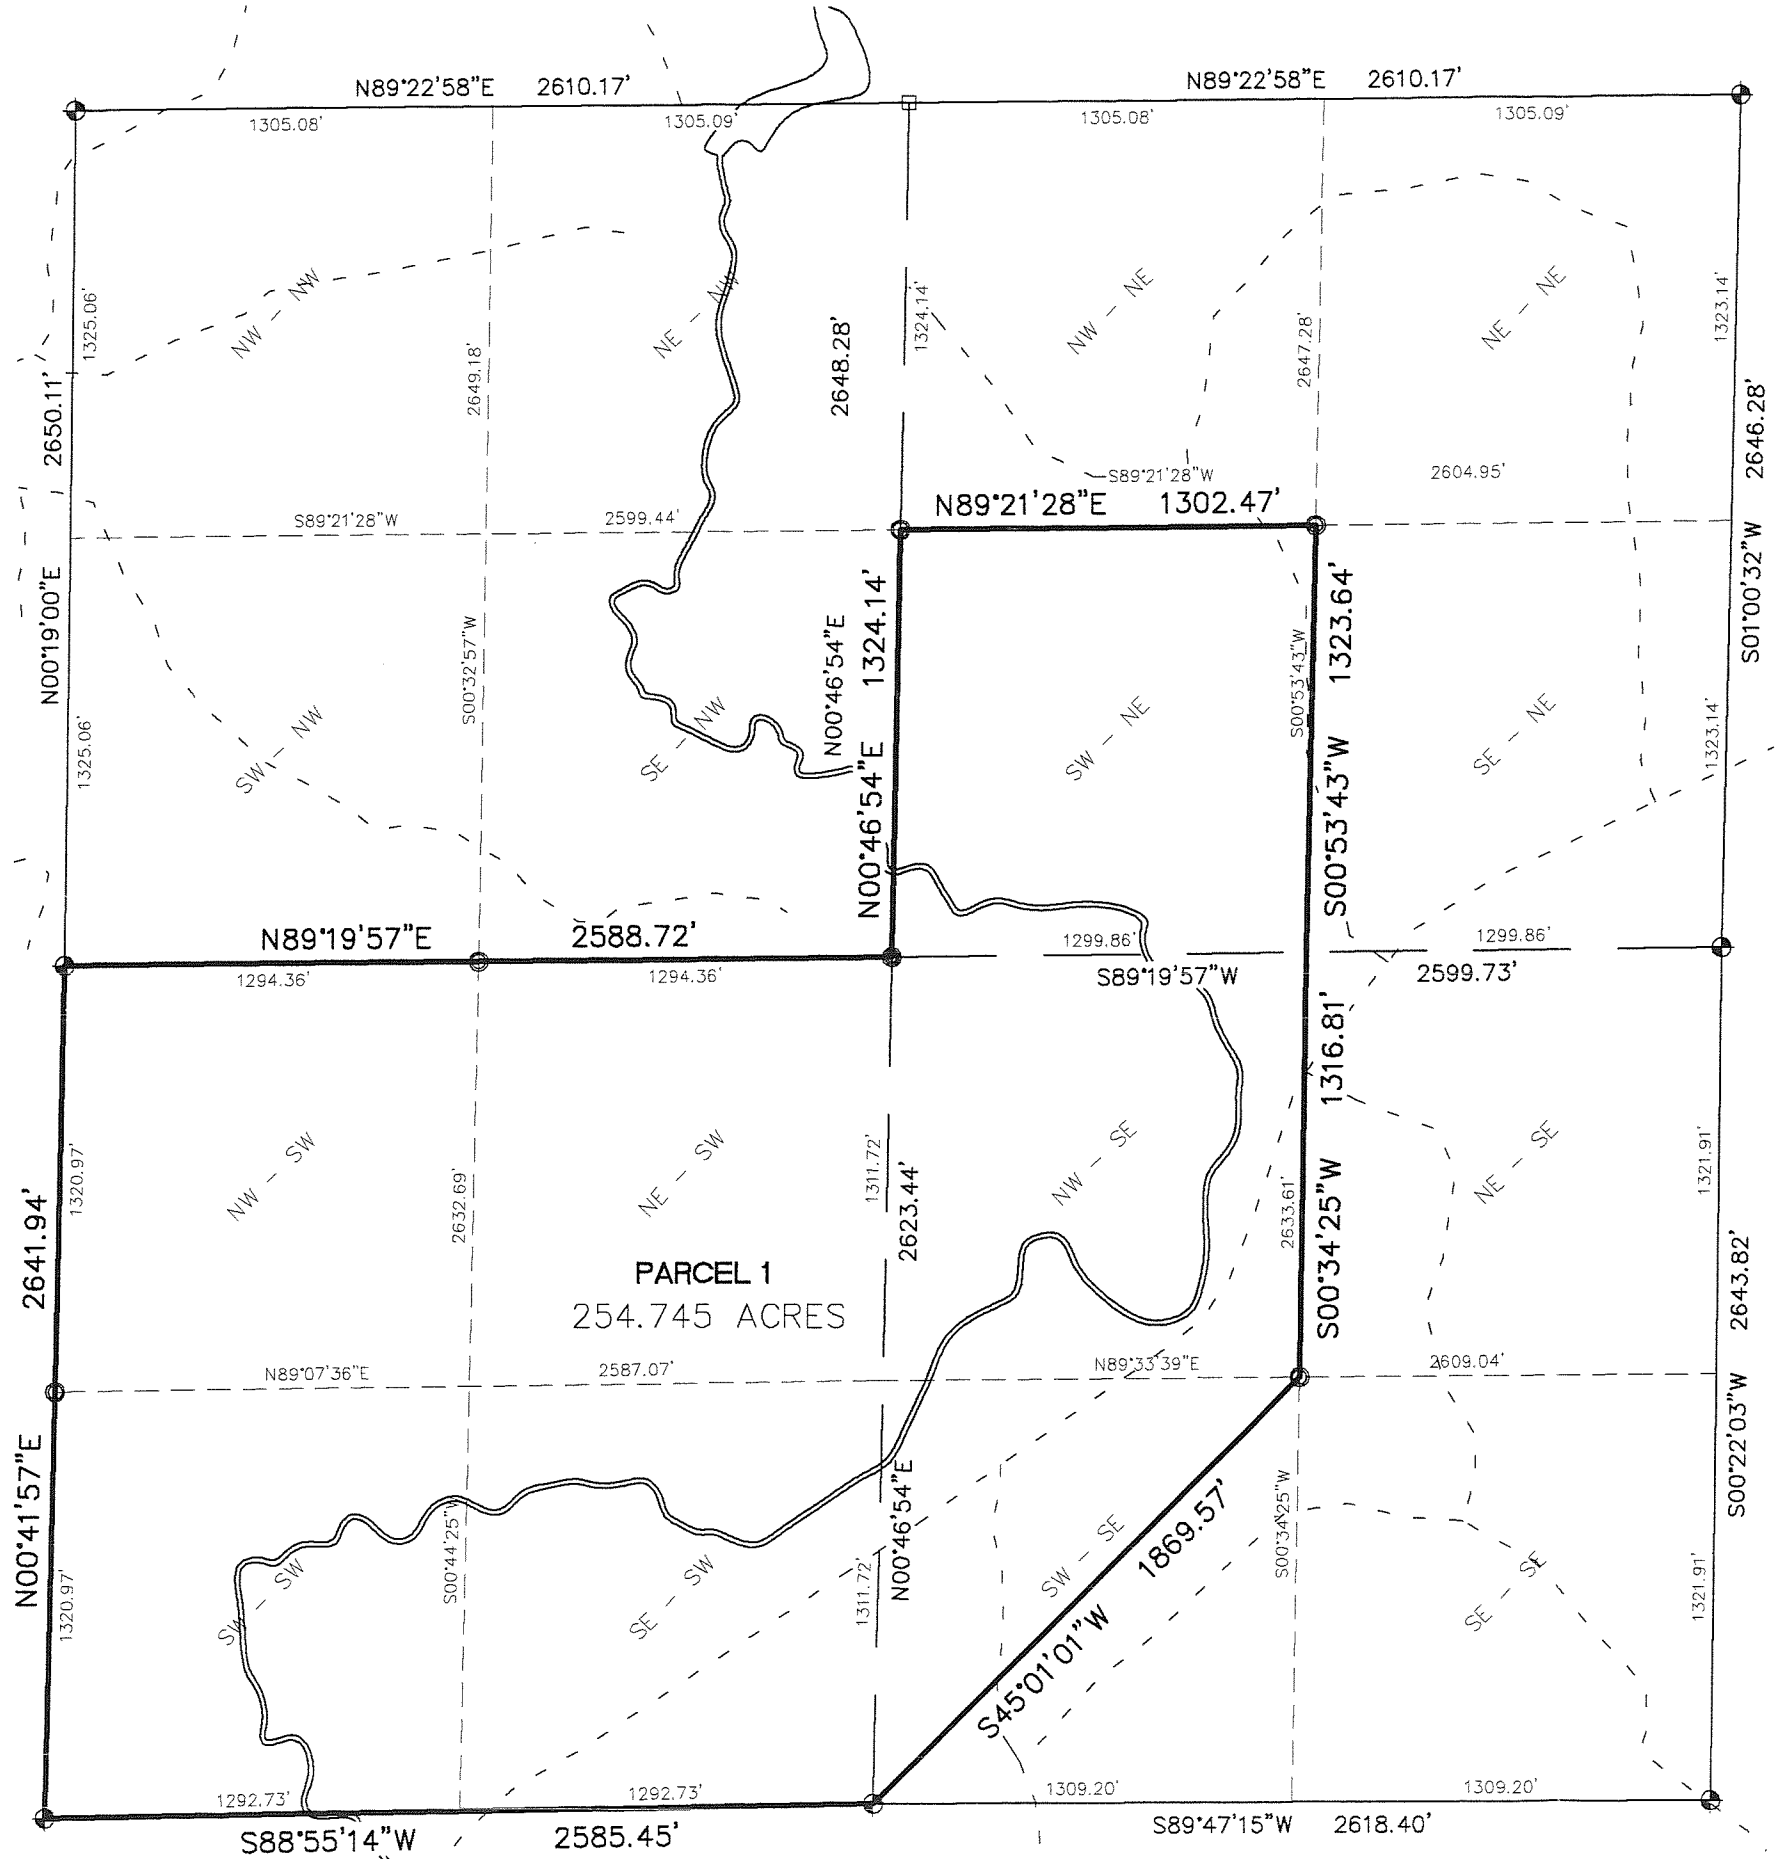 N89°22'58"E 2610.17'
N89°22'58"E 2610.17'
1305.08'
1305.09'
1305.08'
1305.09'
1325.06'
NW - NW
NE - NW
1324.14'
NW - NE
2647.28'
NE - NE
1323.14'
2649.18'
2648.28'
2650.11'
2646.28'
S89°21'28"W
2604.95'
N89°21'28"E 1302.47'
S89°21'28"W
2599.44'
N00°19'00"E
S00°32'57"W
N00°46'54"E
1324.14'
N00°46'54"E
S00°53'43"W
1323.64'
S00°53'43"W
S01°00'32"W
1325.06'
SW - NW
SE - NW
SW - NE
SE - NE
1323.14'
N89°19'57"E 2588.72'
1299.86'
1299.86'
1294.36'
1294.36'
S89°19'57"W
2599.73'
1316.81'
S00°34'25"W
1320.97'
NW - SW
NE - SW
1311.72'
NW - SE
NE - SE
1321.91'
2641.94'
2632.69'
2623.44'
2633.61'
2643.82'
PARCEL 1
254.745 ACRES
N89°07'36"E
2587.07'
N89°33'39"E
2609.04'
N00°41'57"E
S00°44'25"W
N00°46'54"E
S00°34'25"W
S00°22'03"W
1320.97'
SW - SW
SE - SW
1311.72'
SW - SE
SE - SE
1321.91'
1869.57'
S45°01'01"W
1292.73'
1292.73'
1309.20'
1309.20'
S88°55'14"W 2585.45'
S89°47'15"W 2618.40'